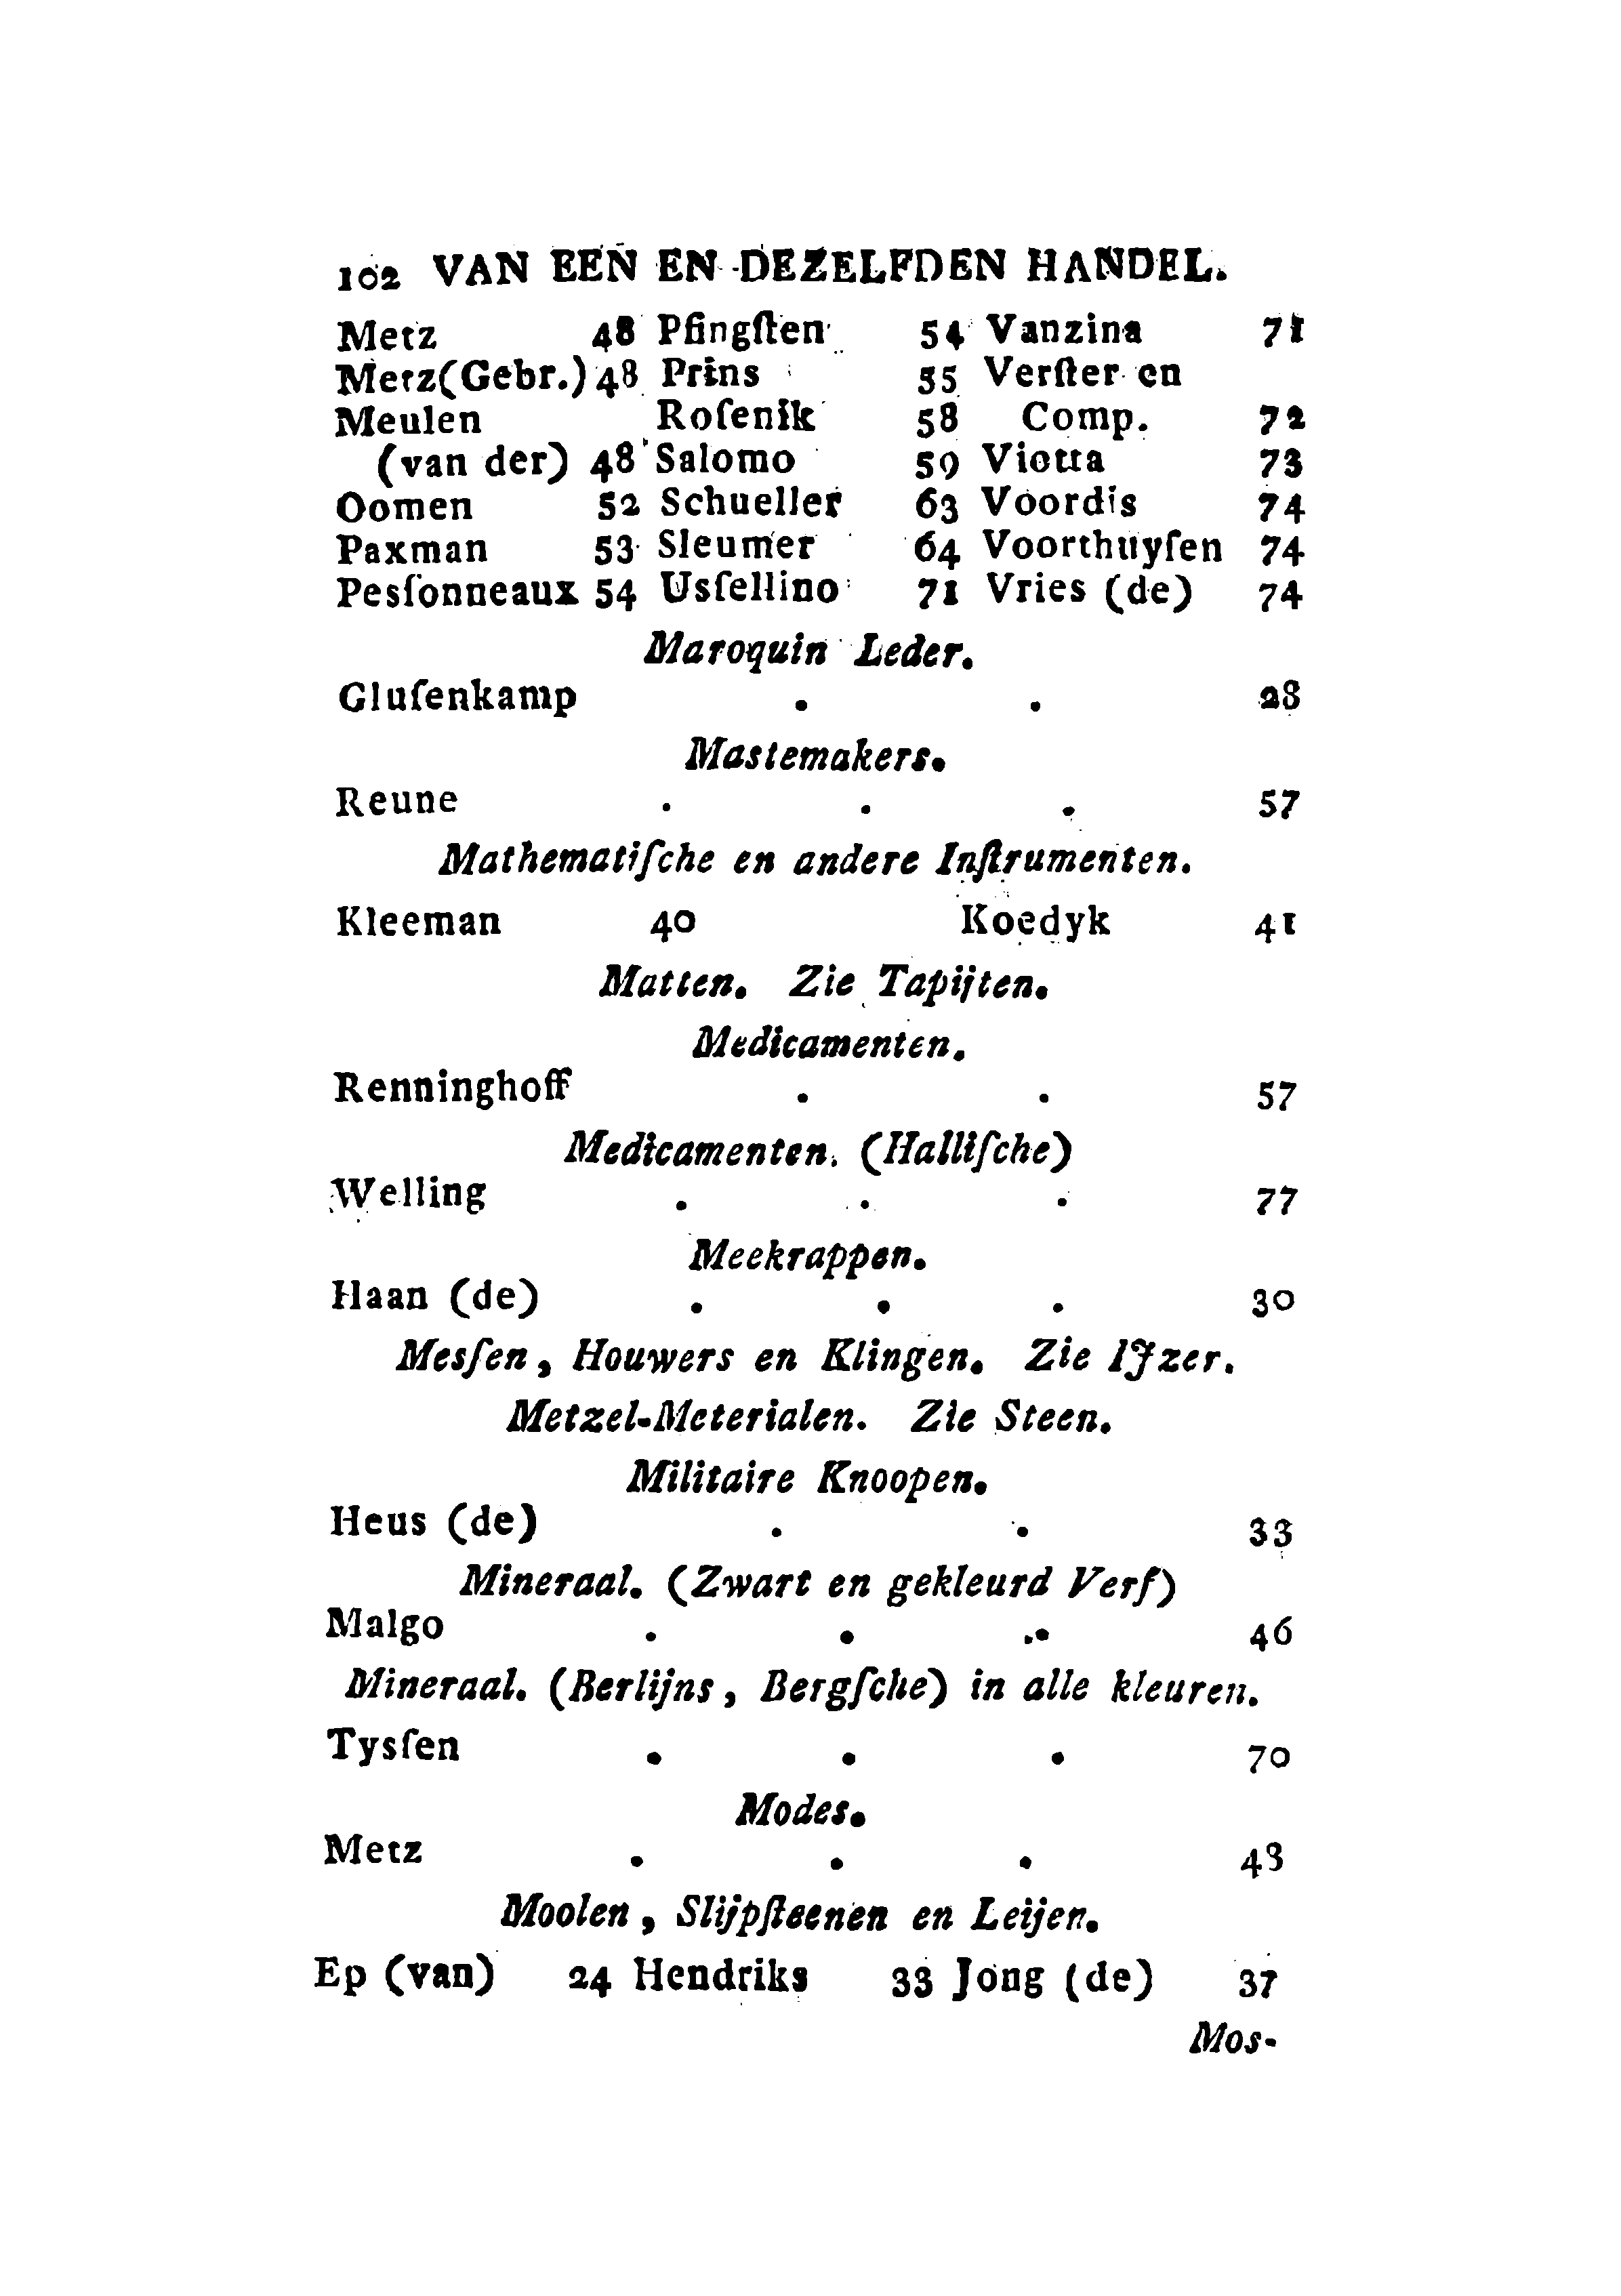 102 VAN EEN EN DEZELFDEN HANDEL.
Metz 48 Pfingſten 54 Vanzina 71
Metz (Gebr.) 48 Prins 55 Verſter en
Meulen Roſenik 58 Comp. 72
(van der) 48 Salomo 59 Viotta 73
Oomen 52 Schueller 63 Voordis 74
Paxman 53 Sleumer 64 Voorthuyſen 74
Pesſonneaux 54 Usſellino 71 Vries (de) 74
Maroquin Leder.
Gluſenkamp . . 28
Mastemakers.
Reune . . . 57
Mathematiſche en andere Inſtrumenten.
Kleeman 40 Koedyk 41
Matten. Zie Tapijten.
Medicamenten.
Renninghoff . . 57
Medicamenten. (Halliſche)
Welling . . . 77
Meekrappen.
Haan (de) . . . 30
Mesſen, Houwers en Klingen. Zie IJzer.
Metzel-Meterialen. Zie Steen.
Militaire Knoopen.
Heus (de) . . 33
Mineraal. (Zwart en gekleurd Verf)
Malgo . . . 46
Mineraal. (Berlijns, Bergſche) in alle kleuren.
Tysſen . . . 70
Modes.
Metz . . . 48
Moolen, Slijpſteenen en Leijen.
Ep (van) 24 Hendriks 33 Jong (de) 37
Mos-